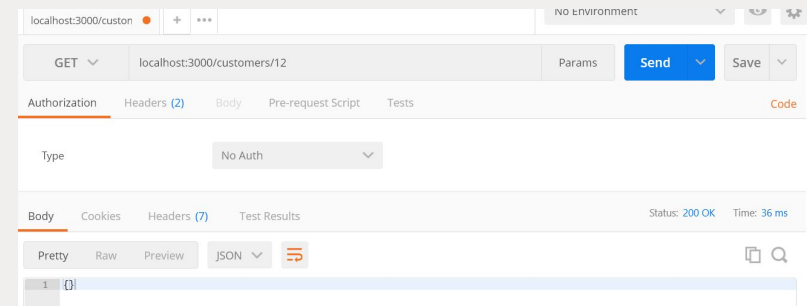 localhost:3000/custon + •••
No Environment
GET localhost:3000/customers/12 Params Send Save
Authorization Headers (2) Body Pre-request Script Tests Code
Type No Auth
Body Cookies Headers (7) Test Results Status: 200 OK Time: 36 ms
Pretty Raw Preview JSON
1 {}